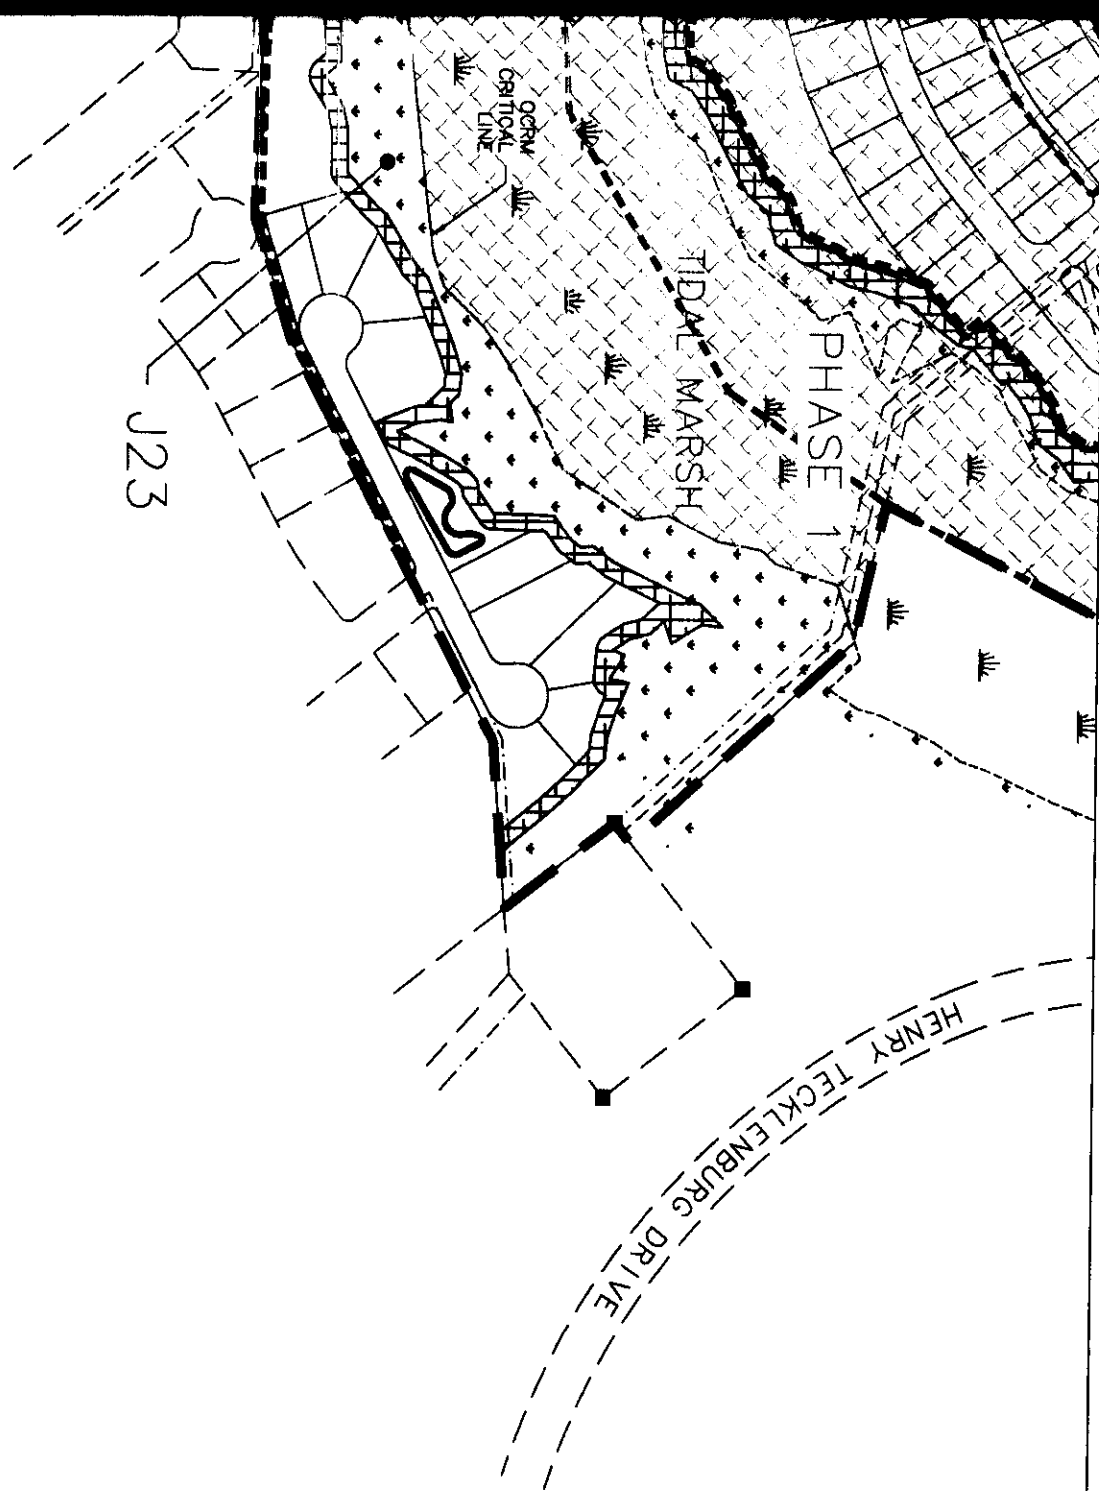 OCRM
CRITICAL
LINE
TIDAL MARSH
PHASE 1
J23
HENRY TECKLENBURG DRIVE